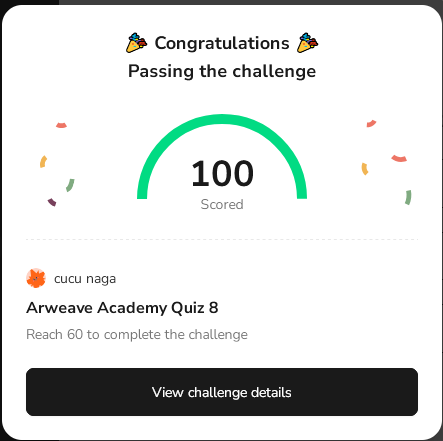 Congratulations
Passing the challenge
100
Scored
cucu naga
Arweave Academy Quiz 8
Reach 60 to complete the challenge
View challenge details